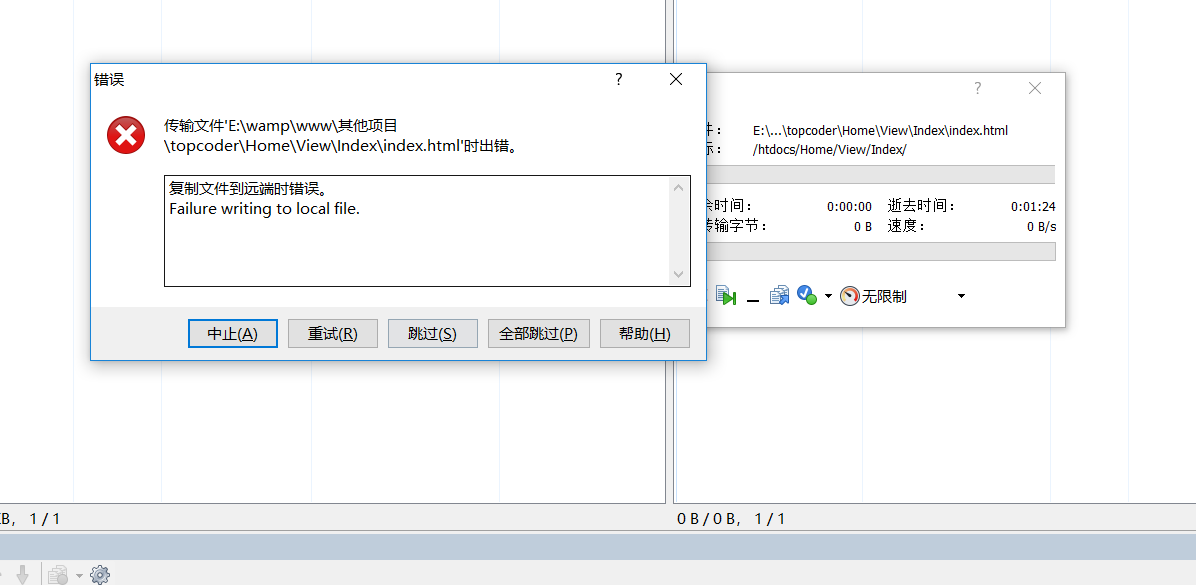 错误
?
传输文件'E:\wamp\www\其他项目
\topcoder\Home\View\Index\index.html'时出错。
复制文件到远端时错误。
Failure writing to local file.
中止(A)
重试(R)
跳过(S)
全部跳过(P)
帮助(H)
?
件： E:\...\topcoder\Home\View\Index\index.html
标： /htdocs/Home/View/Index/
余时间： 0:00:00 逝去时间： 0:01:24
传输字节： 0 B 速度： 0 B/s
无限制
B， 1 / 1
0 B / 0 B， 1 / 1